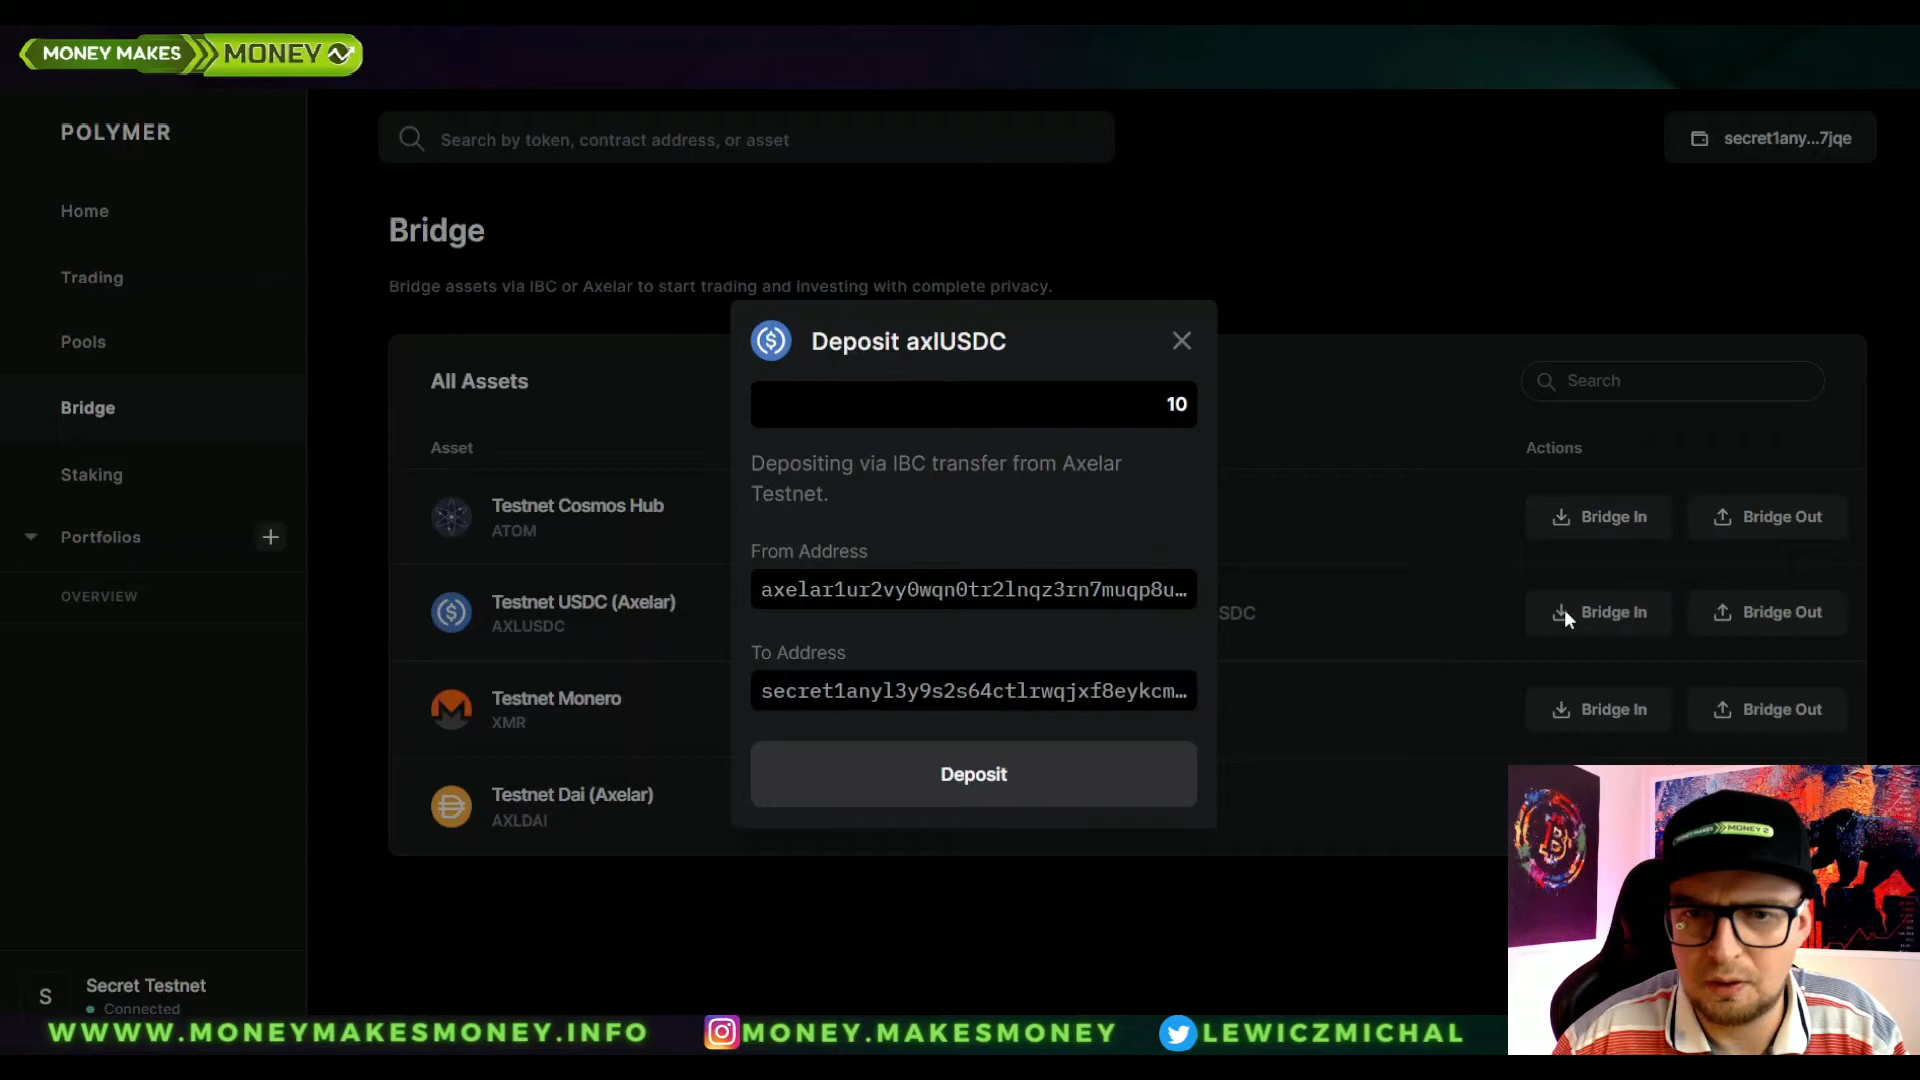 MONEY MAKES MONEY
POLYMER
Search by token, contract address, or asset
secret1any...7jqe
Home
Trading
Pools
Bridge
Staking
Portfolios
OVERVIEW
Bridge
Bridge assets via IBC or Axelar to start trading and investing with complete privacy.
All Assets
Search
Asset
Actions
Testnet Cosmos Hub
ATOM
Bridge In
Bridge Out
Testnet USDC (Axelar)
AXLUSDC
SDC
Bridge In
Bridge Out
Testnet Monero
XMR
Bridge In
Bridge Out
Testnet Dai (Axelar)
AXLDAI
Deposit axlUSDC
10
Depositing via IBC transfer from Axelar
Testnet.
From Address
axelar1ur2vy0wqn0tr2lnqz3rn7muqp8u...
To Address
secret1anyl3y9s2s64ctlrwqjxf8eykcm...
Deposit
S
Secret Testnet
Connected
MONEY MAKES MONEY
WWWW.MONEYMAKESMONEY.INFO
MONEY.MAKESMONEY
LEWICZMICHAL